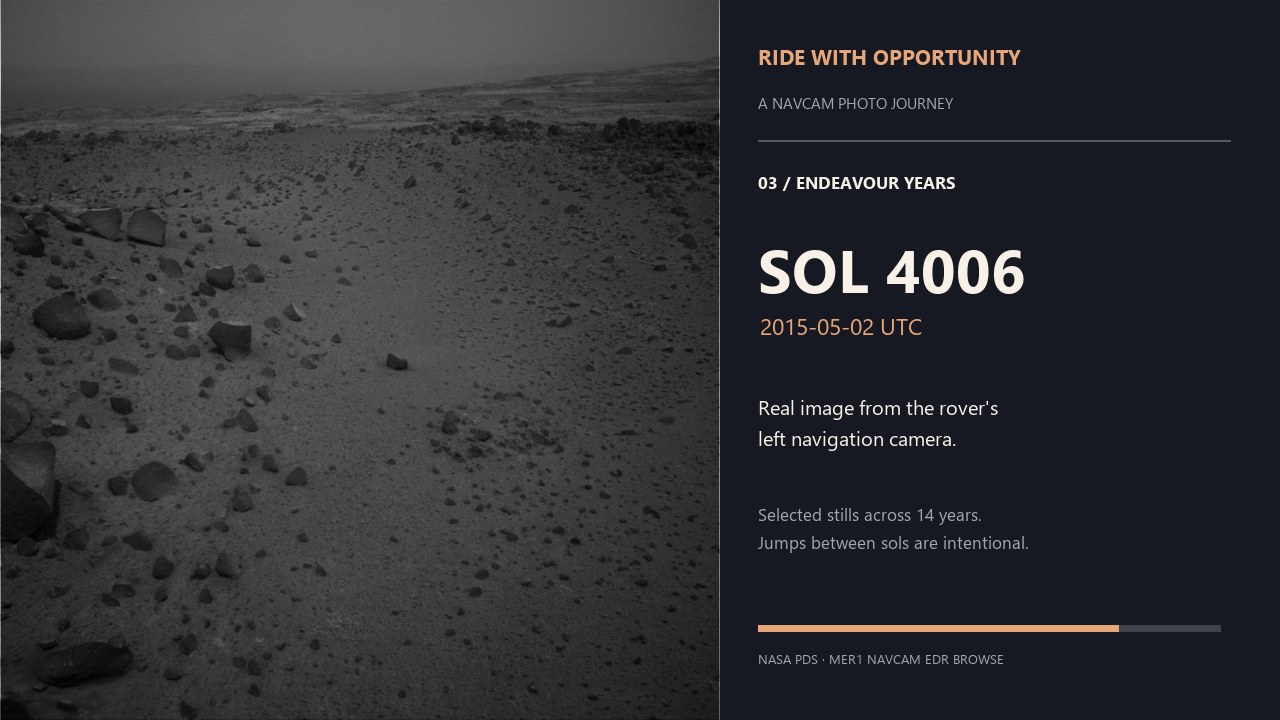 RIDE WITH OPPORTUNITY
A NAVCAM PHOTO JOURNEY
03 / ENDEAVOUR YEARS
SOL 4006
2015-05-02 UTC
Real image from the rover's
left navigation camera.
Selected stills across 14 years.
Jumps between sols are intentional.
NASA PDS · MER1 NAVCAM EDR BROWSE